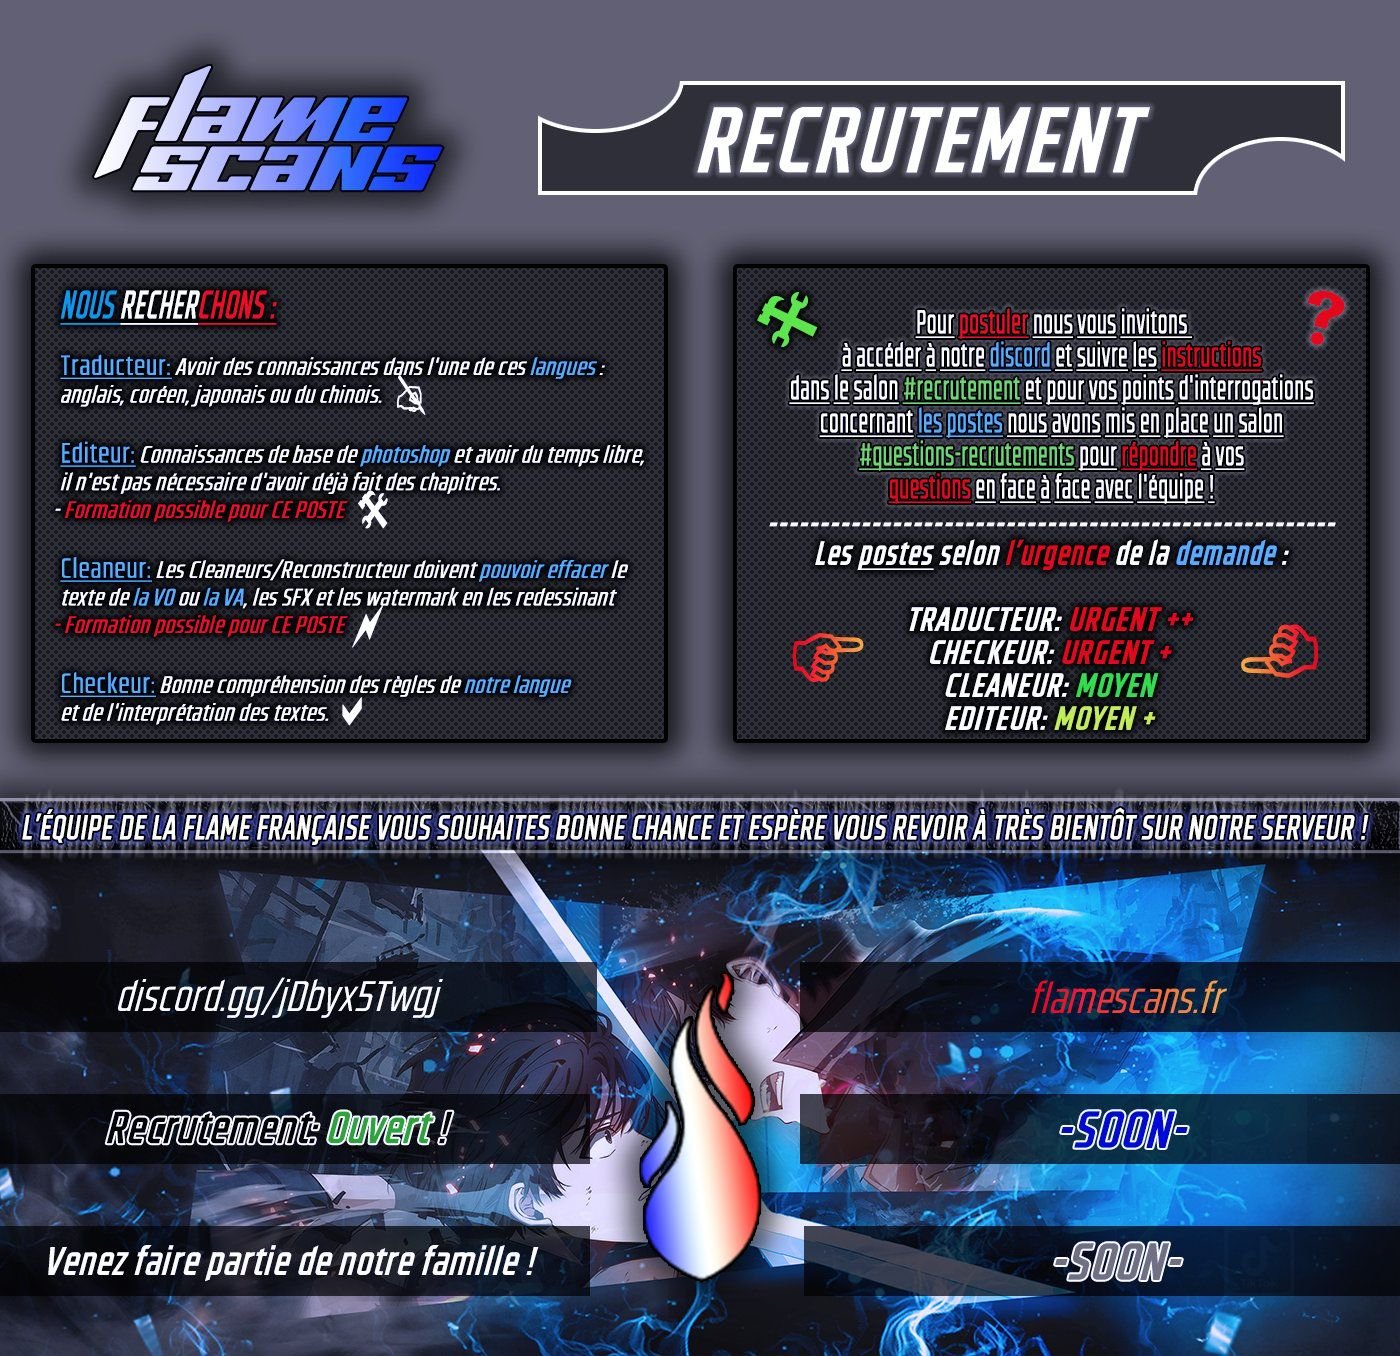 Flame
SCANS
RECRUTEMENT
NOUS RECHERCHONS :
Traducteur: Avoir des connaissances dans l'une de ces langues :
anglais, coréen, japonais ou du chinois.
Editeur: Connaissances de base de photoshop et avoir du temps libre,
il n'est pas nécessaire d'avoir déjà fait des chapitres.
- Formation possible pour CE POSTE
Cleaneur: Les Cleaneurs/Reconstructeur doivent pouvoir effacer le
texte de la VO ou la VA, les SFX et les watermark en les redessinant
- Formation possible pour CE POSTE
Checkeur: Bonne compréhension des règles de notre langue
et de l'interprétation des textes.
?
Pour postuler nous vous invitons
à accéder à notre discord et suivre les instructions
dans le salon #recrutement et pour vos points d'interrogations
concernant les postes nous avons mis en place un salon
#questions-recrutements pour répondre à vos
questions en face à face avec l'équipe !
Les postes selon l'urgence de la demande :
TRADUCTEUR: URGENT ++
CHECKEUR: URGENT +
CLEANEUR: MOYEN
EDITEUR: MOYEN +
L'ÉQUIPE DE LA FLAME FRANÇAISE VOUS SOUHAITES BONNE CHANCE ET ESPÈRE VOUS REVOIR À TRÈS BIENTÔT SUR NOTRE SERVEUR !
discord.gg/jDbyx5Twgj
flamescans.fr
Recrutement: Ouvert !
-SOON-
Venez faire partie de notre famille !
-SOON-